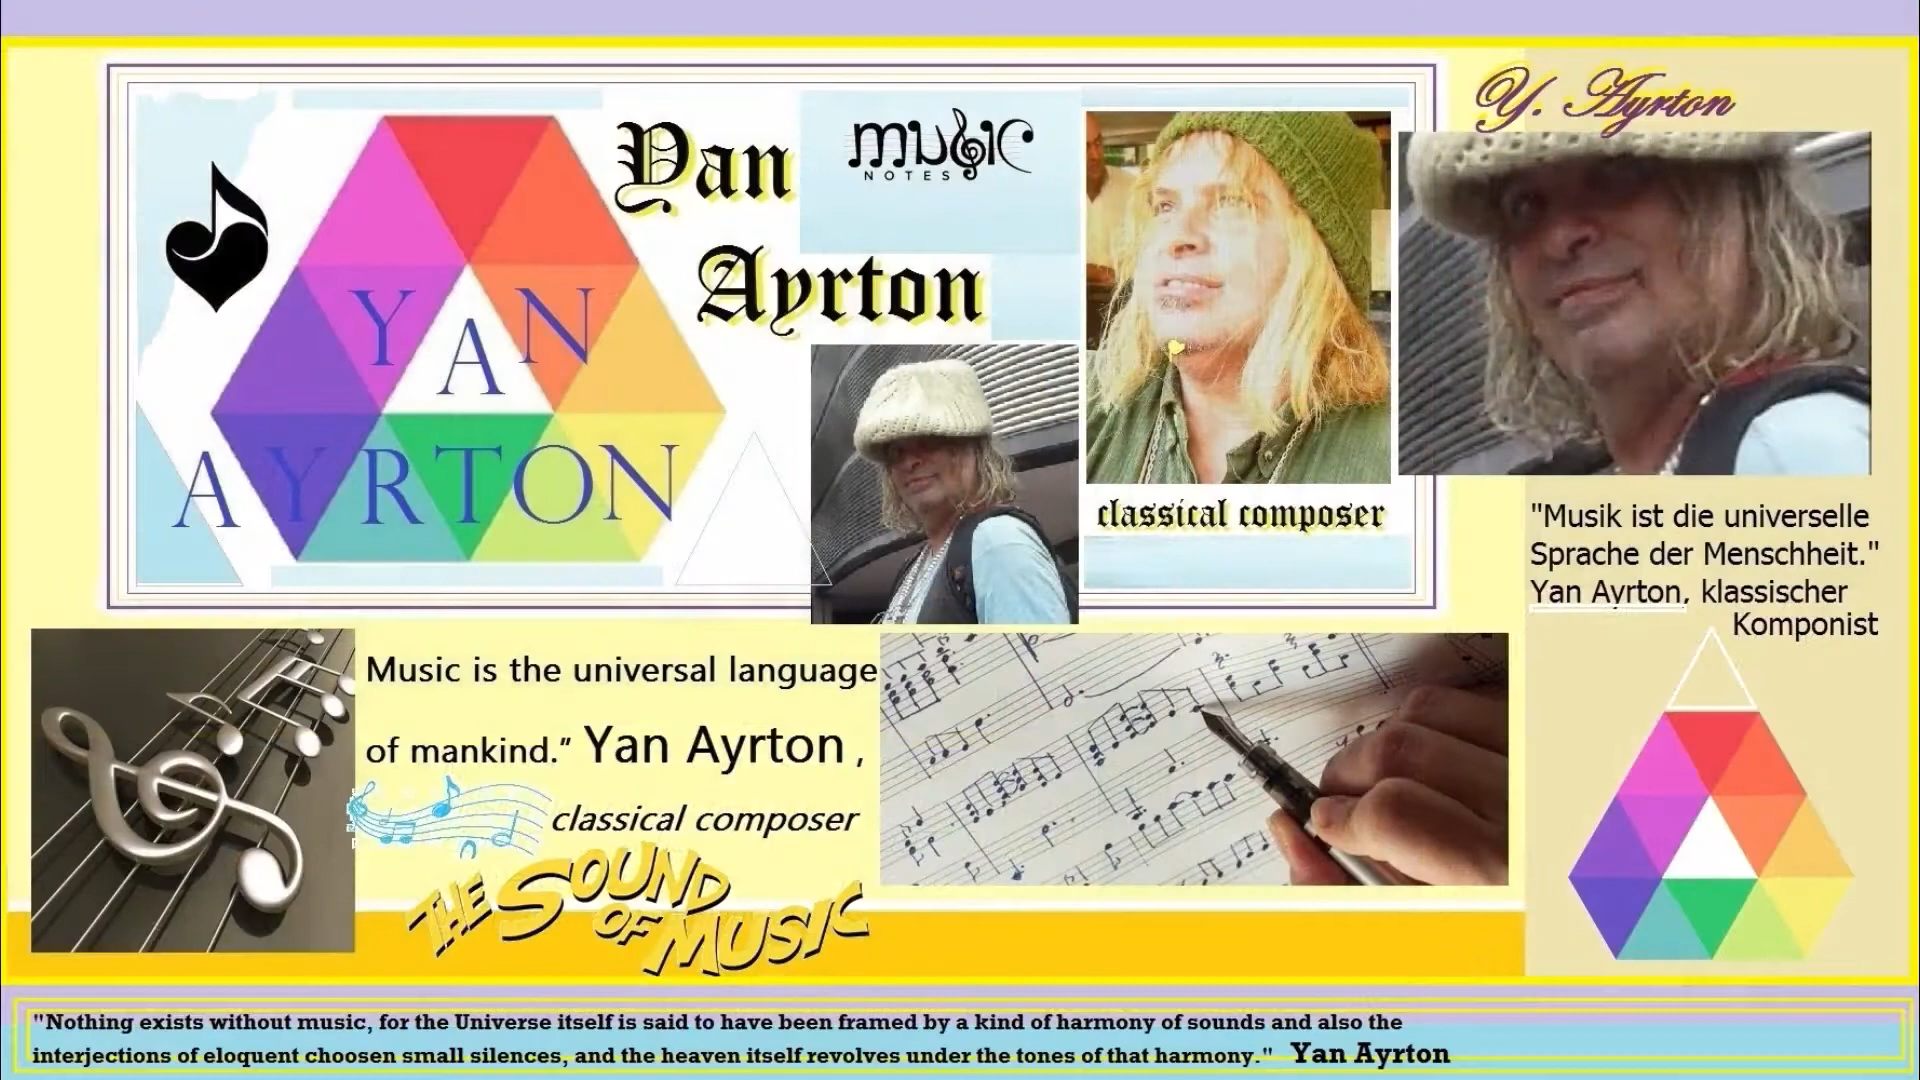 Y. Ayrton
Yan
Ayrton
music
NOTES
YAN
AYRTON
classical composer
"Musik ist die universelle
Sprache der Menschheit."
Yan Ayrton, klassischer
Komponist
Music is the universal language
of mankind.” Yan Ayrton ,
classical composer
THE SOUND
OF MUSIC
"Nothing exists without music, for the Universe itself is said to have been framed by a kind of harmony of sounds and also the
interjections of eloquent choosen small silences, and the heaven itself revolves under the tones of that harmony." Yan Ayrton